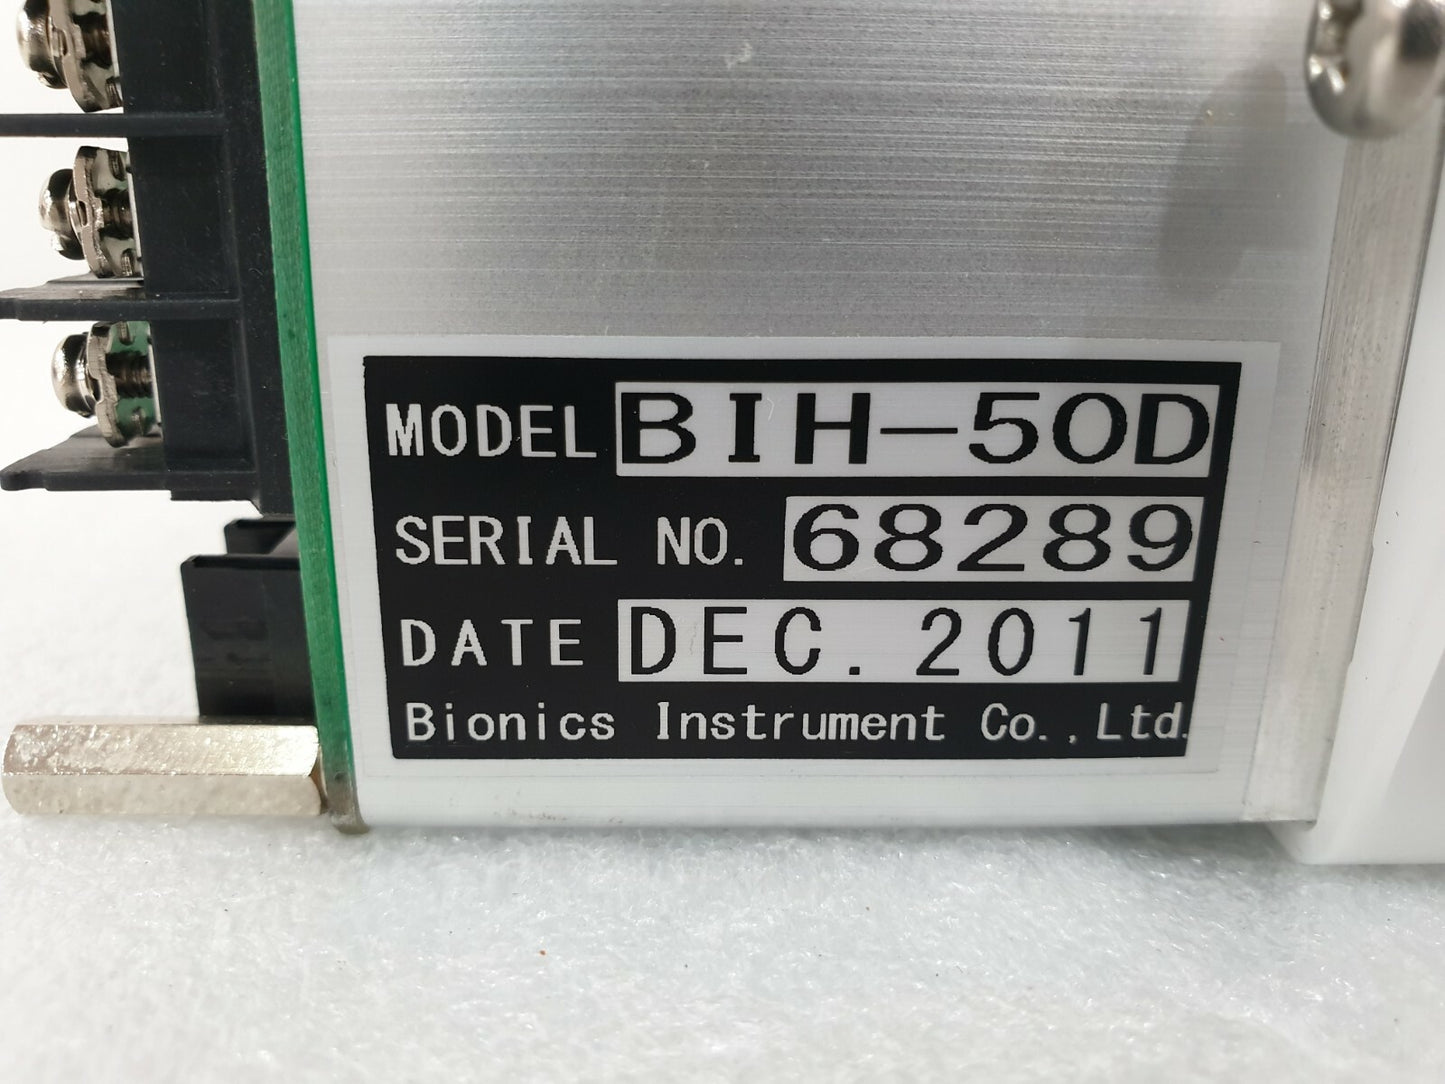 MODEL BIH-50D
SERIAL NO. 68289
DATE DEC. 2011
Bionics Instrument Co., Ltd.